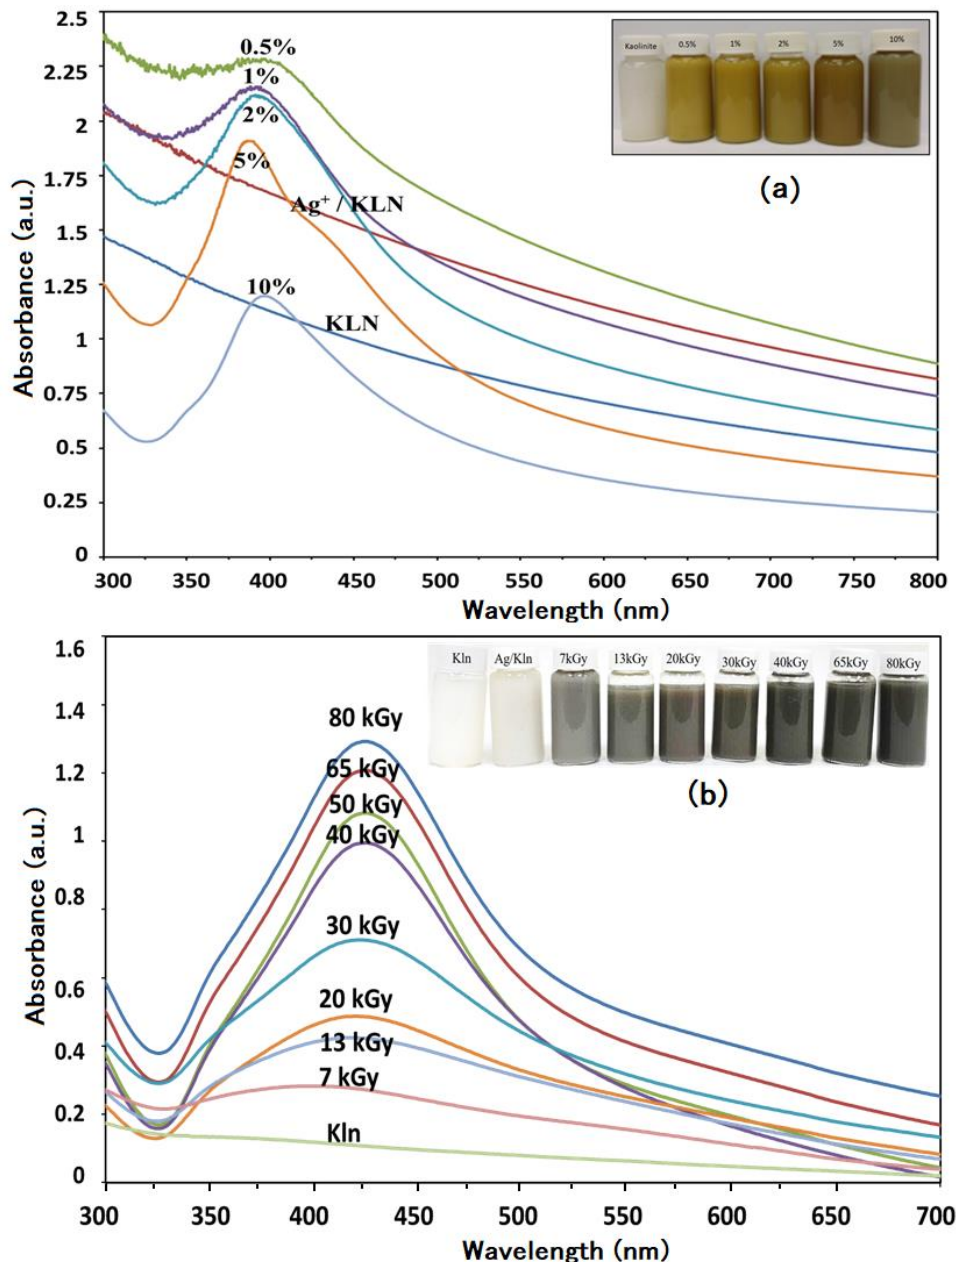 2.5
2.25
2
1.75
1.5
1.25
1
0.75
0.5
0.25
0
Absorbance (a.u.)
0.5%
1%
2%
5%
Ag⁺ / KLN
10%
KLN
Kaolinite 0.5% 1% 2% 5% 10%
(a)
300 350 400 450 500 550 600 650 700 750 800
Wavelength (nm)
1.6
1.4
1.2
1
0.8
0.6
0.4
0.2
0
Absorbance (a.u.)
Kln Ag/Kln 7kGy 13kGy 20kGy 30kGy 40kGy 65kGy 80kGy
(b)
80 kGy
65 kGy
50 kGy
40 kGy
30 kGy
20 kGy
13 kGy
7 kGy
Kln
300 350 400 450 500 550 600 650 700
Wavelength (nm)